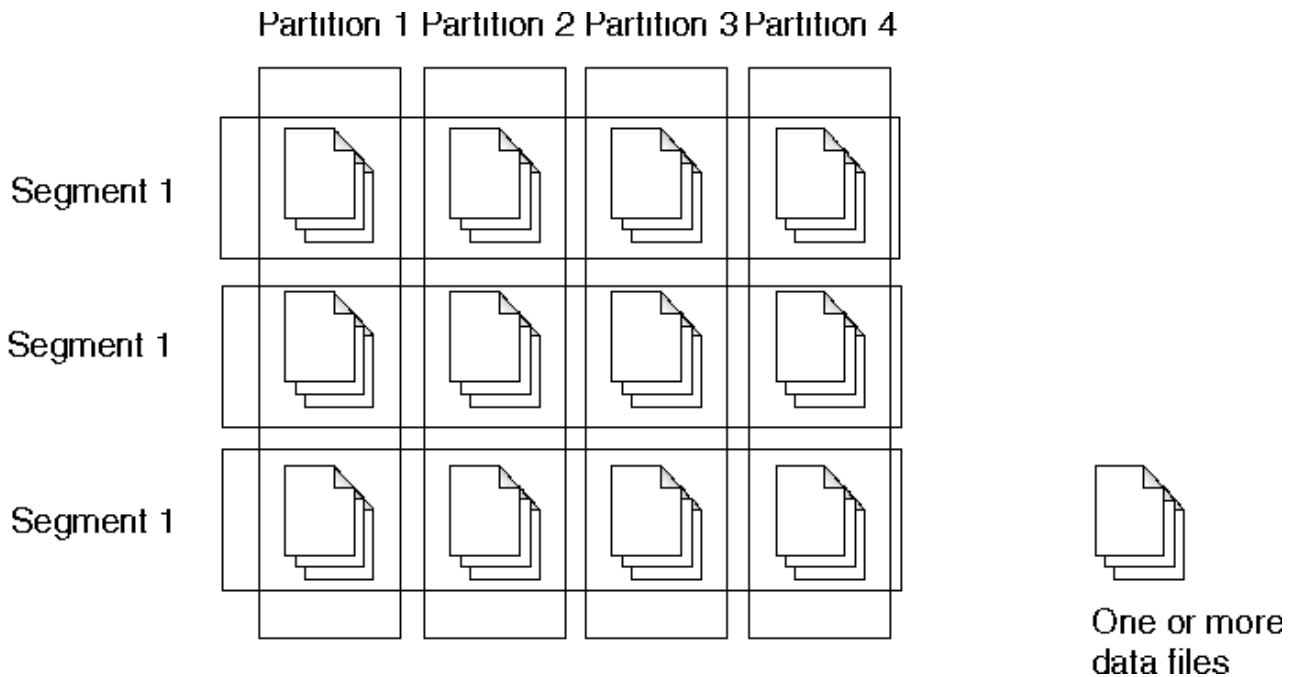 Partition 1 Partition 2 Partition 3 Partition 4
Segment 1
Segment 1
Segment 1
One or more
data files